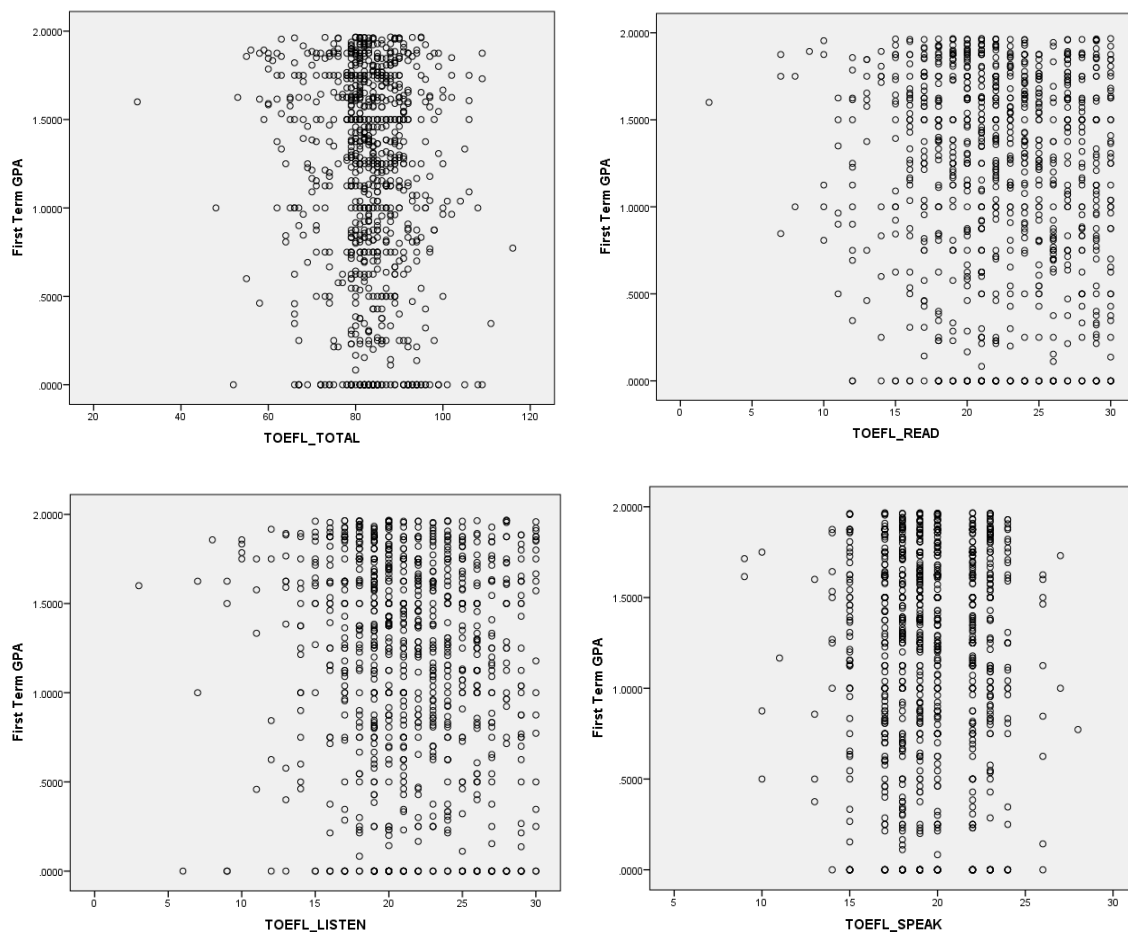 2.0000
1.5000
1.0000
.5000
.0000
First Term GPA
20 40 60 80 100 120
TOEFL_TOTAL
2.0000
1.5000
1.0000
.5000
.0000
First Term GPA
0 5 10 15 20 25 30
TOEFL_READ
2.0000
1.5000
1.0000
.5000
.0000
First Term GPA
0 5 10 15 20 25 30
TOEFL_LISTEN
2.0000
1.5000
1.0000
.5000
.0000
First Term GPA
5 10 15 20 25 30
TOEFL_SPEAK